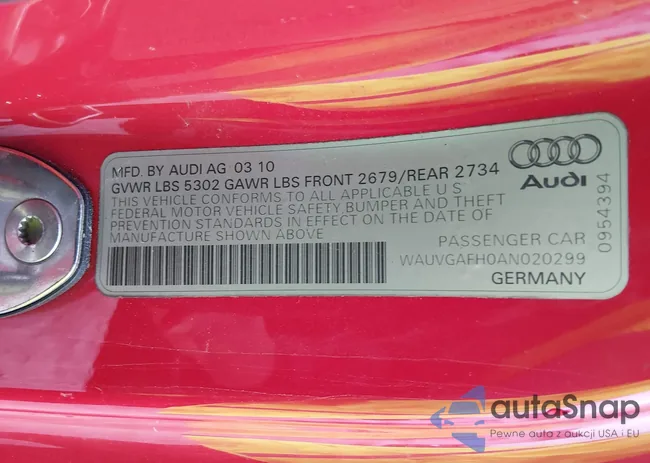 MFD. BY AUDI AG 03 10
GVWR LBS 5302 GAWR LBS FRONT 2679/REAR 2734
THIS VEHICLE CONFORMS TO ALL APPLICABLE U S
FEDERAL MOTOR VEHICLE SAFETY BUMPER AND THEFT
PREVENTION STANDARDS IN EFFECT ON THE DATE OF
MANUFACTURE SHOWN ABOVE
Audi
0954394
PASSENGER CAR
WAUVGAFH0AN020299
GERMANY
autoSnap
Pewne auta z aukcji USA i EU